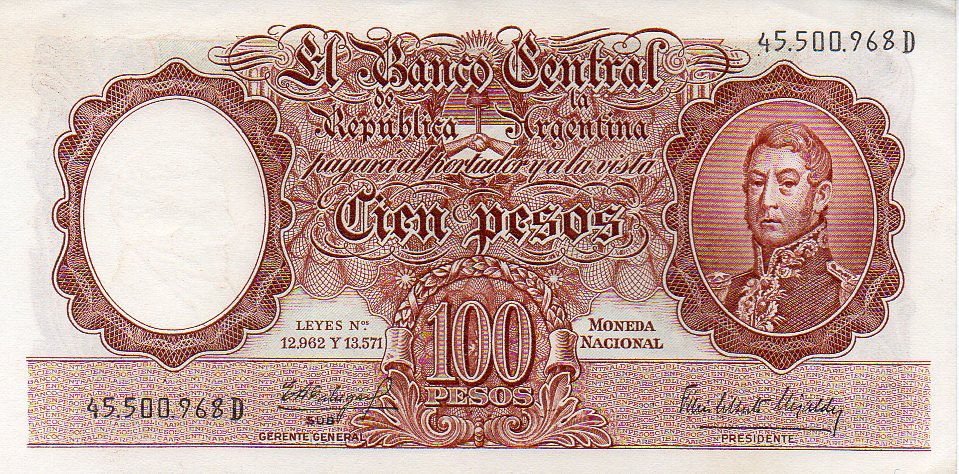 45.500.968 D
El Banco Central
de la
República Argentina
pagará al portador y a la vista
Cien pesos
LEYES Nos.
12.962 Y 13.571
100
PESOS
MONEDA
NACIONAL
45.500.968 D
SUB
GERENTE GENERAL
PRESIDENTE